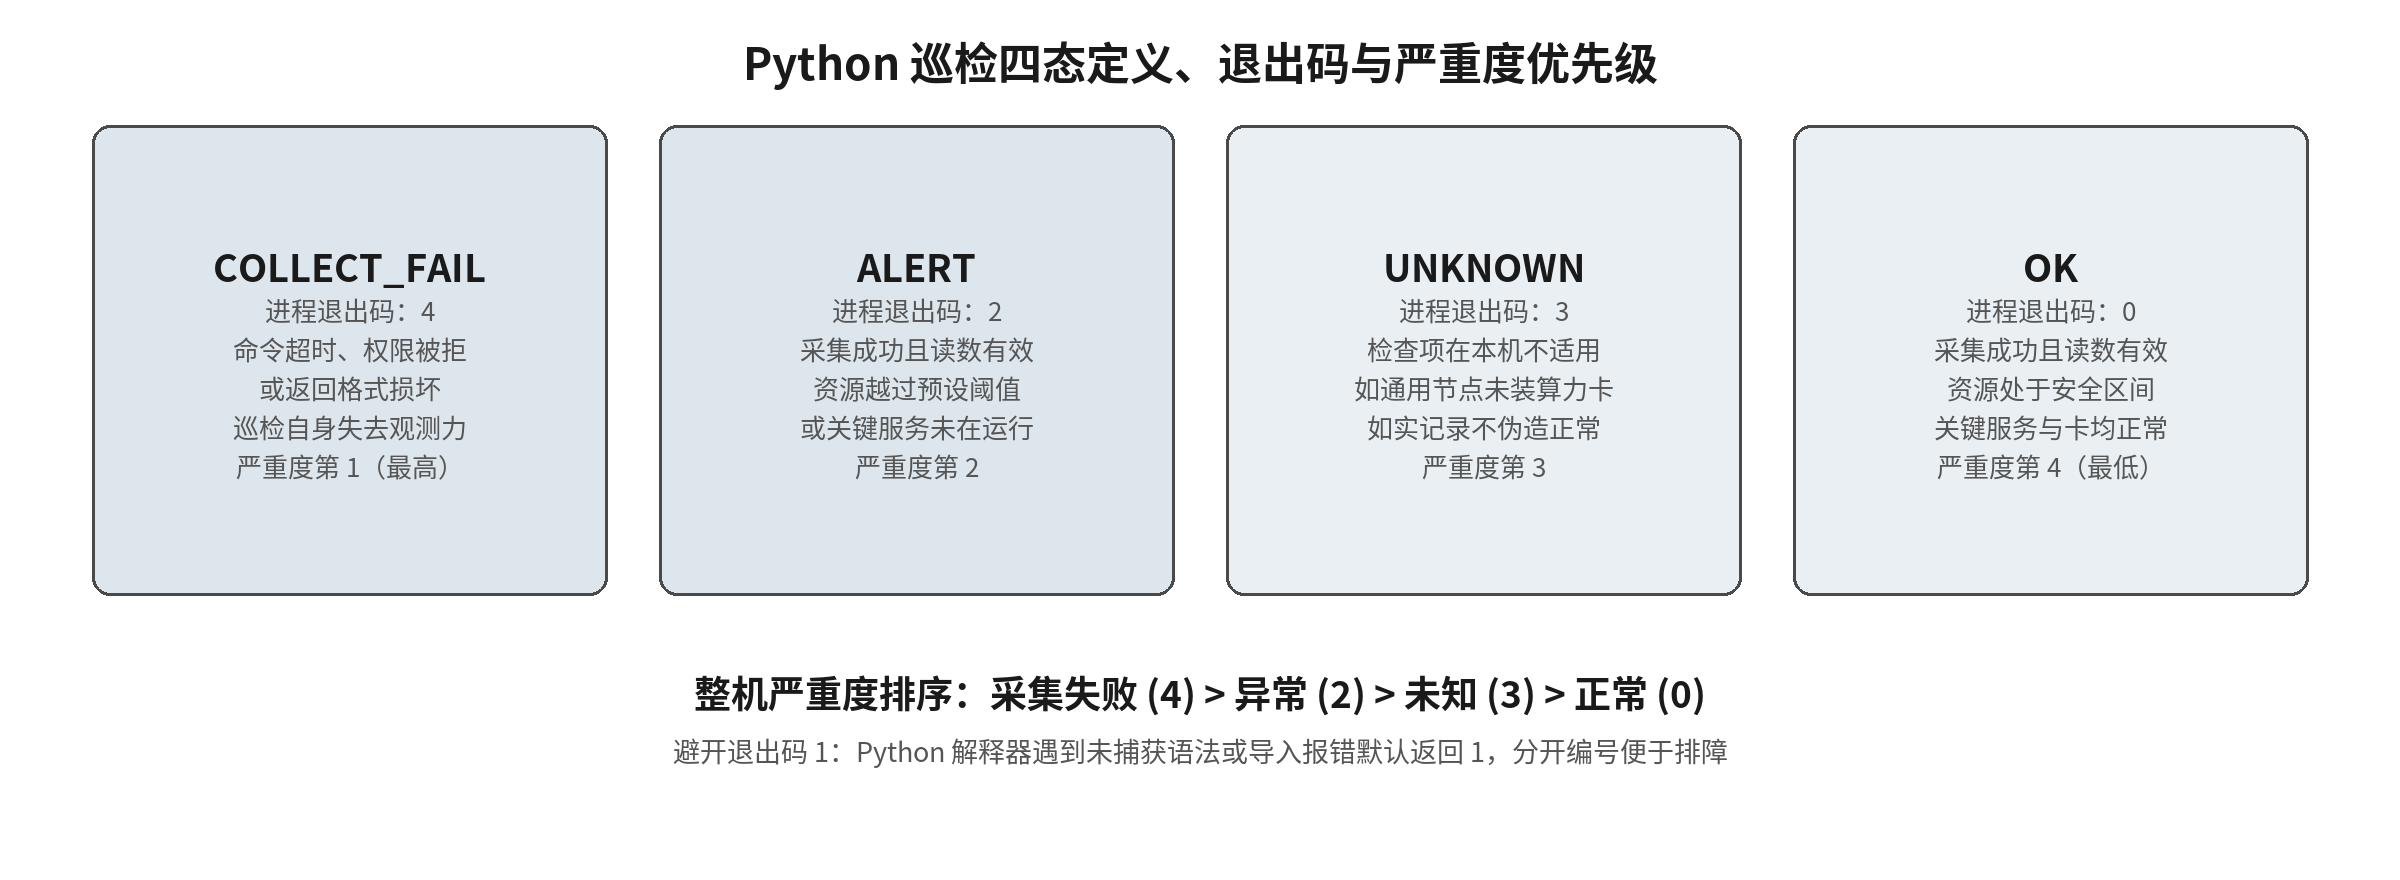 Python 巡检四态定义、退出码与严重度优先级
COLLECT_FAIL
进程退出码：4
命令超时、权限被拒
或返回格式损坏
巡检自身失去观测力
严重度第 1（最高）
ALERT
进程退出码：2
采集成功且读数有效
资源越过预设阈值
或关键服务未在运行
严重度第 2
UNKNOWN
进程退出码：3
检查项在本机不适用
如通用节点未装算力卡
如实记录不伪造正常
严重度第 3
OK
进程退出码：0
采集成功且读数有效
资源处于安全区间
关键服务与卡均正常
严重度第 4（最低）
整机严重度排序：采集失败 (4) > 异常 (2) > 未知 (3) > 正常 (0)
避开退出码 1：Python 解释器遇到未捕获语法或导入报错默认返回 1，分开编号便于排障